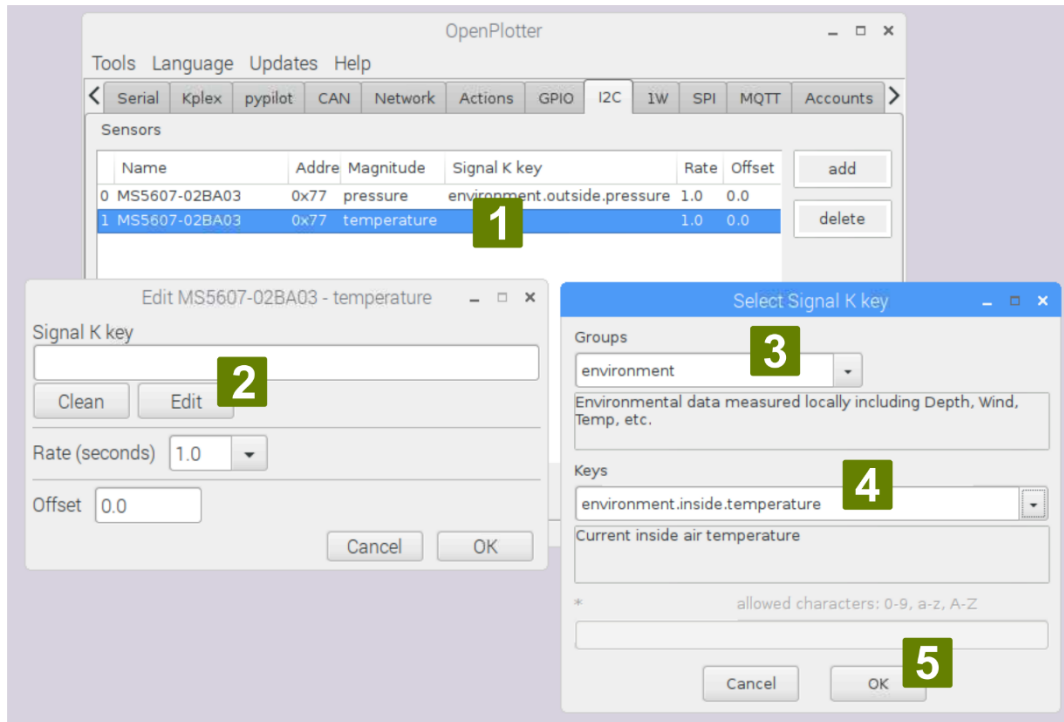 OpenPlotter
Tools Language Updates Help
Serial Kplex pypilot CAN Network Actions GPIO I2C 1W SPI MQTT Accounts
Sensors
Name Addre Magnitude Signal K key Rate Offset
add
0 MS5607-02BA03 0x77 pressure environment.outside.pressure 1.0 0.0
1 MS5607-02BA03 0x77 temperature 1.0 0.0
delete
1
Edit MS5607-02BA03 - temperature
Signal K key
2
Clean Edit
Rate (seconds) 1.0
Offset 0.0
Cancel OK
Select Signal K key
Groups
3
environment
Environmental data measured locally including Depth, Wind,
Temp, etc.
Keys
4
environment.inside.temperature
Current inside air temperature
* allowed characters: 0-9, a-z, A-Z
5
Cancel OK